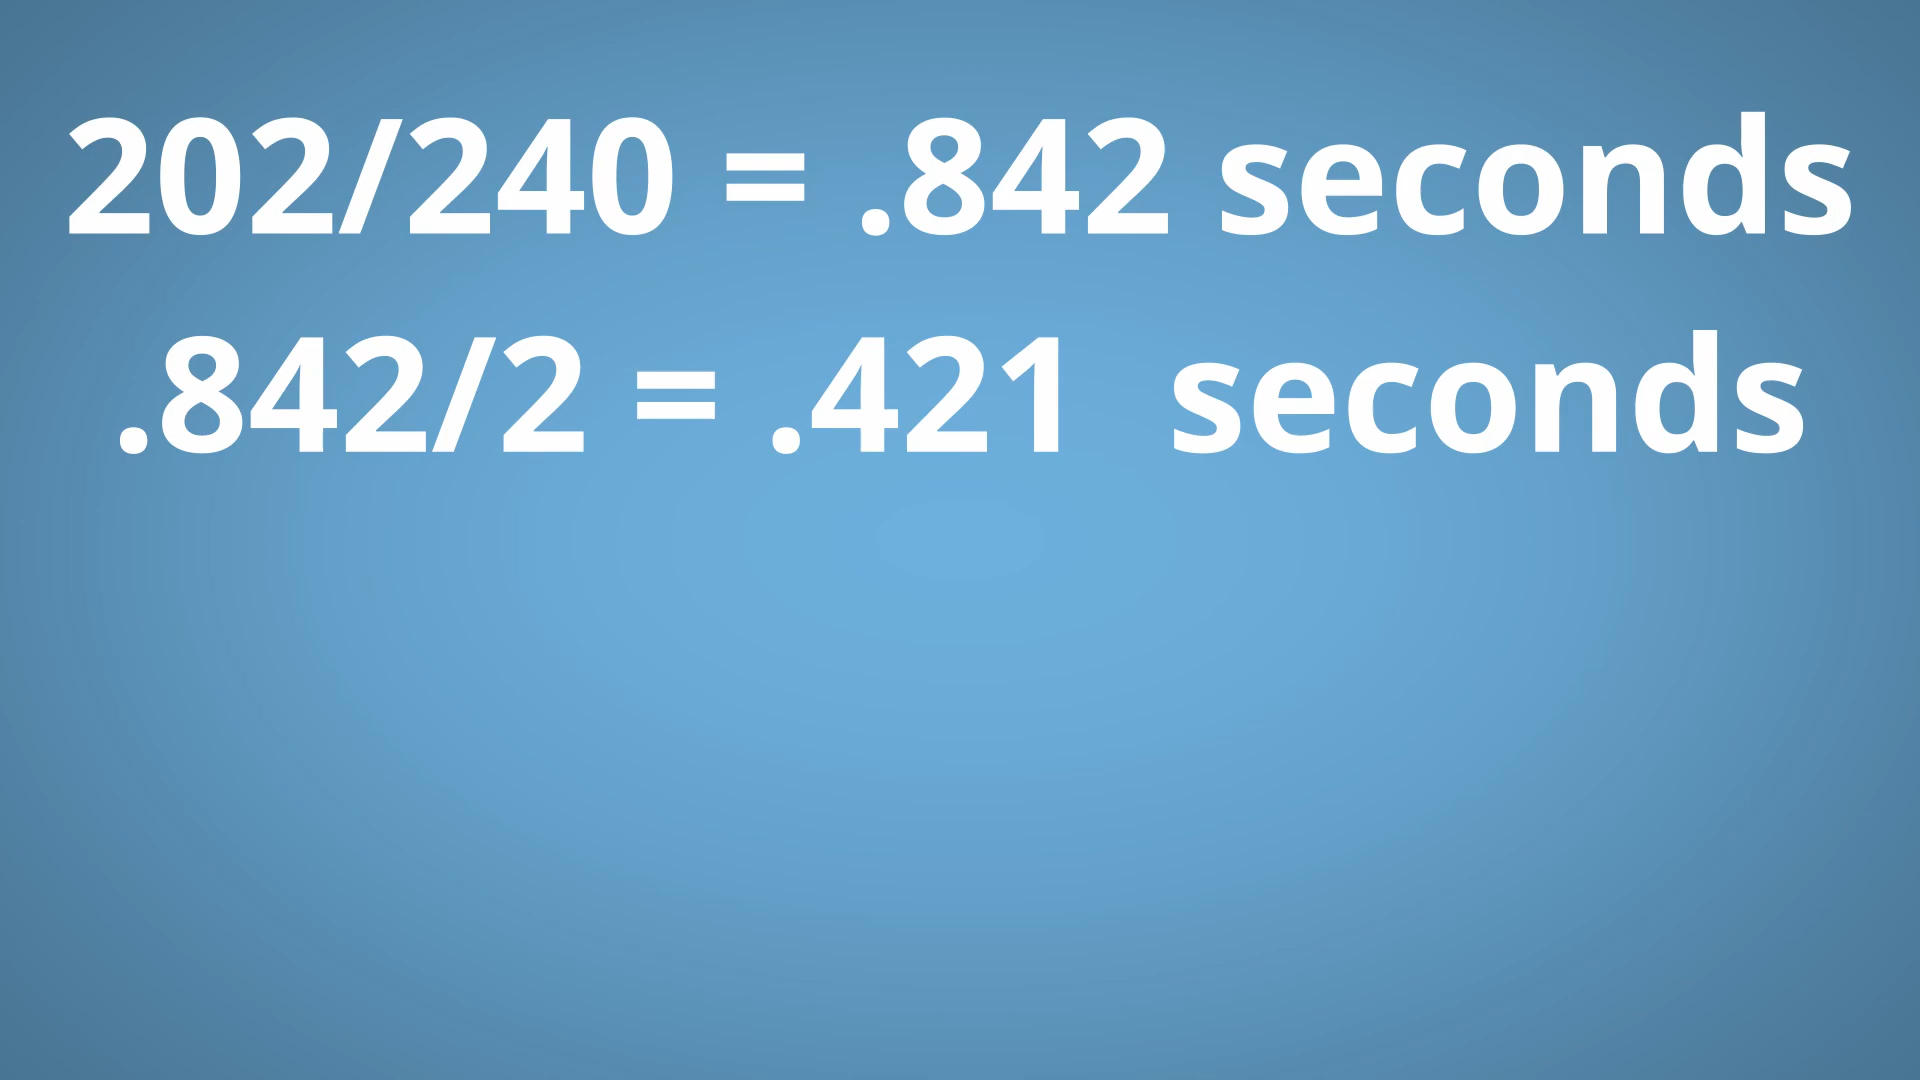 202/240 = .842 seconds
.842/2 = .421 seconds